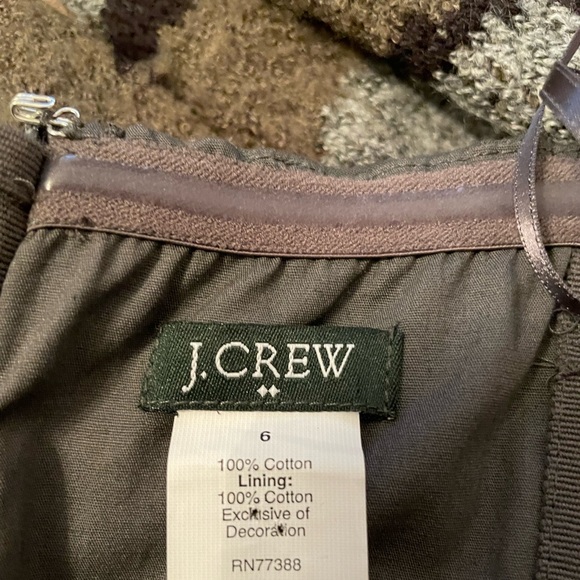 J.CREW
6
100% Cotton
Lining:
100% Cotton
Exclusive of
Decoration
RN77388